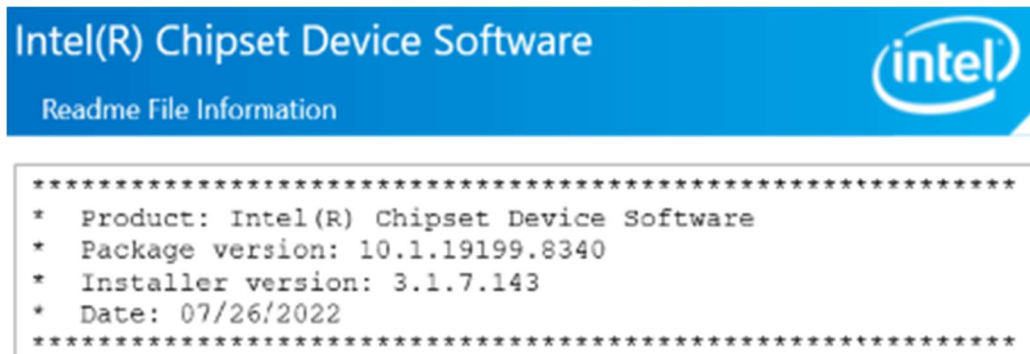 Intel(R) Chipset Device Software
intel
Readme File Information
*************************************************************
* Product: Intel(R) Chipset Device Software
* Package version: 10.1.19199.8340
* Installer version: 3.1.7.143
* Date: 07/26/2022
*************************************************************